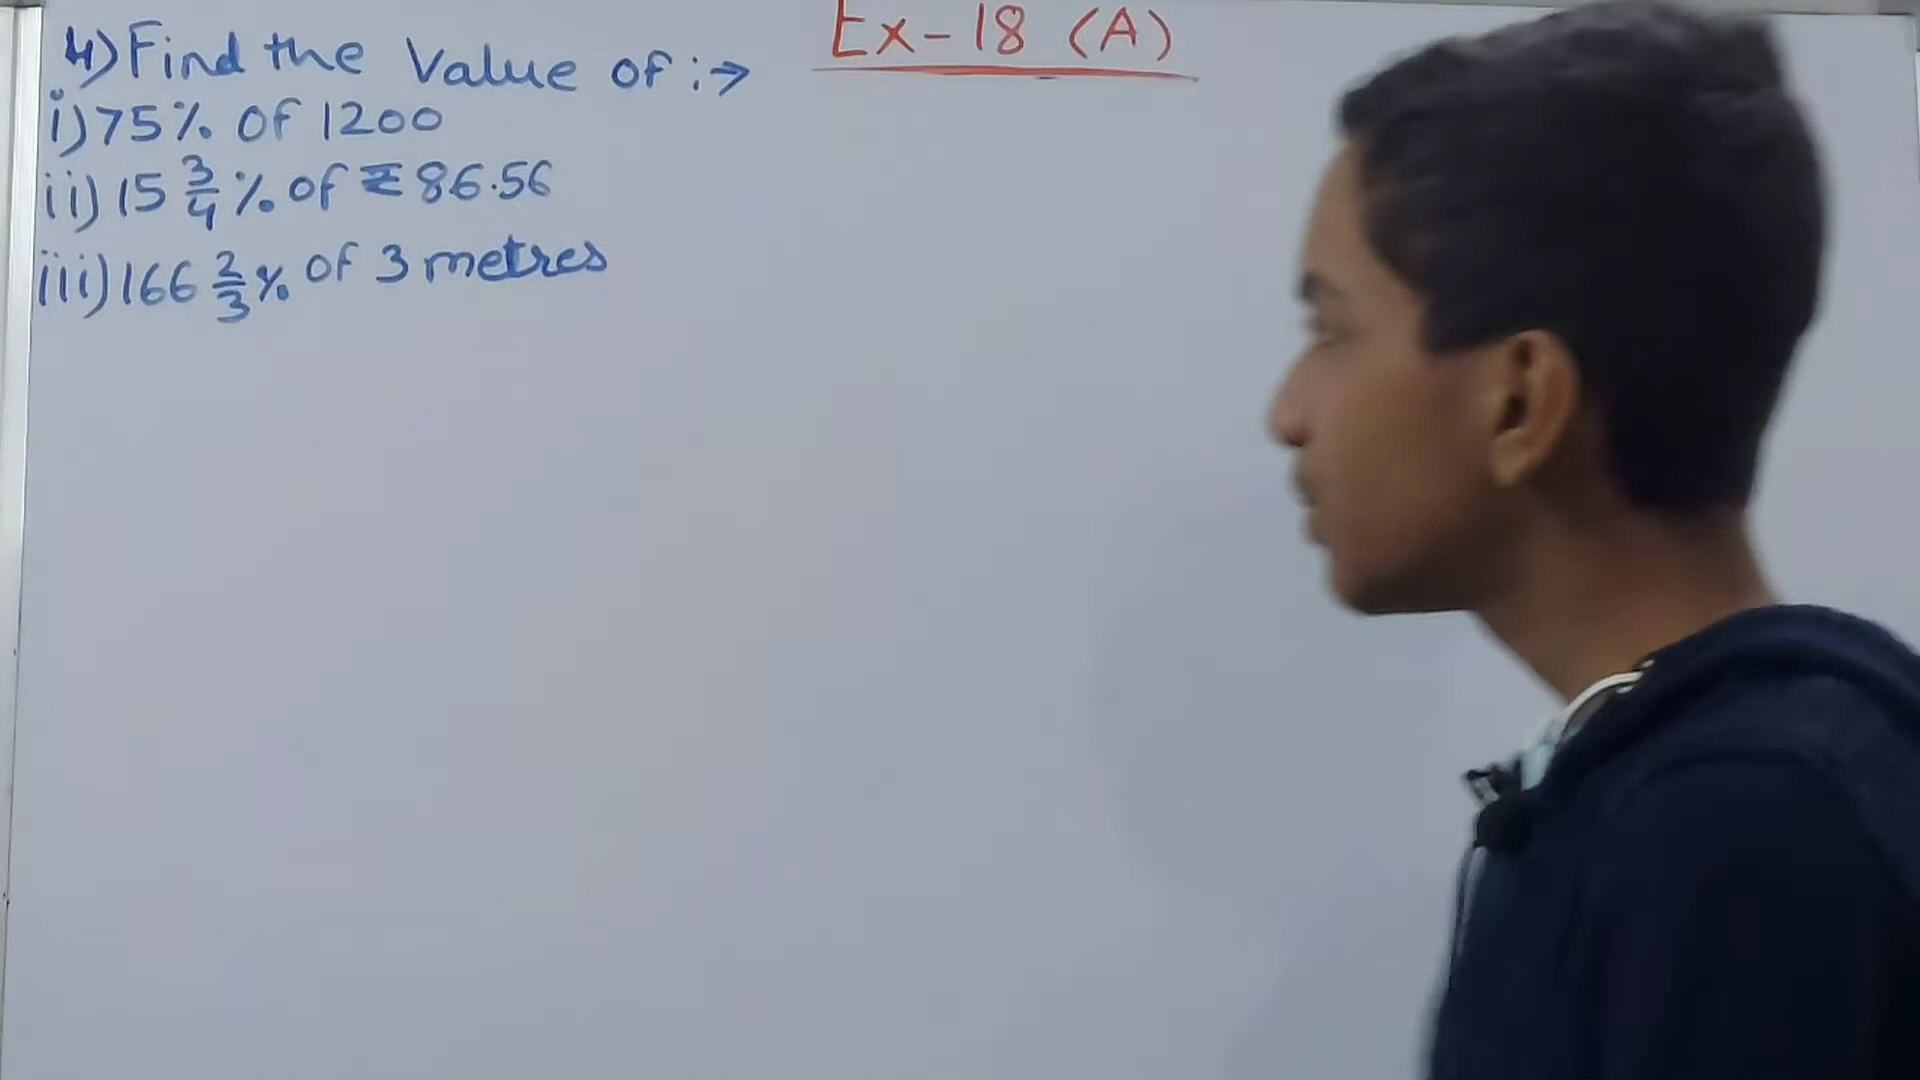 Ex-18 (A)
4) Find the Value of :→
i) 75% of 1200
ii) 15 3/4 % of ₹ 86.56
iii) 166 2/3 % of 3 metres